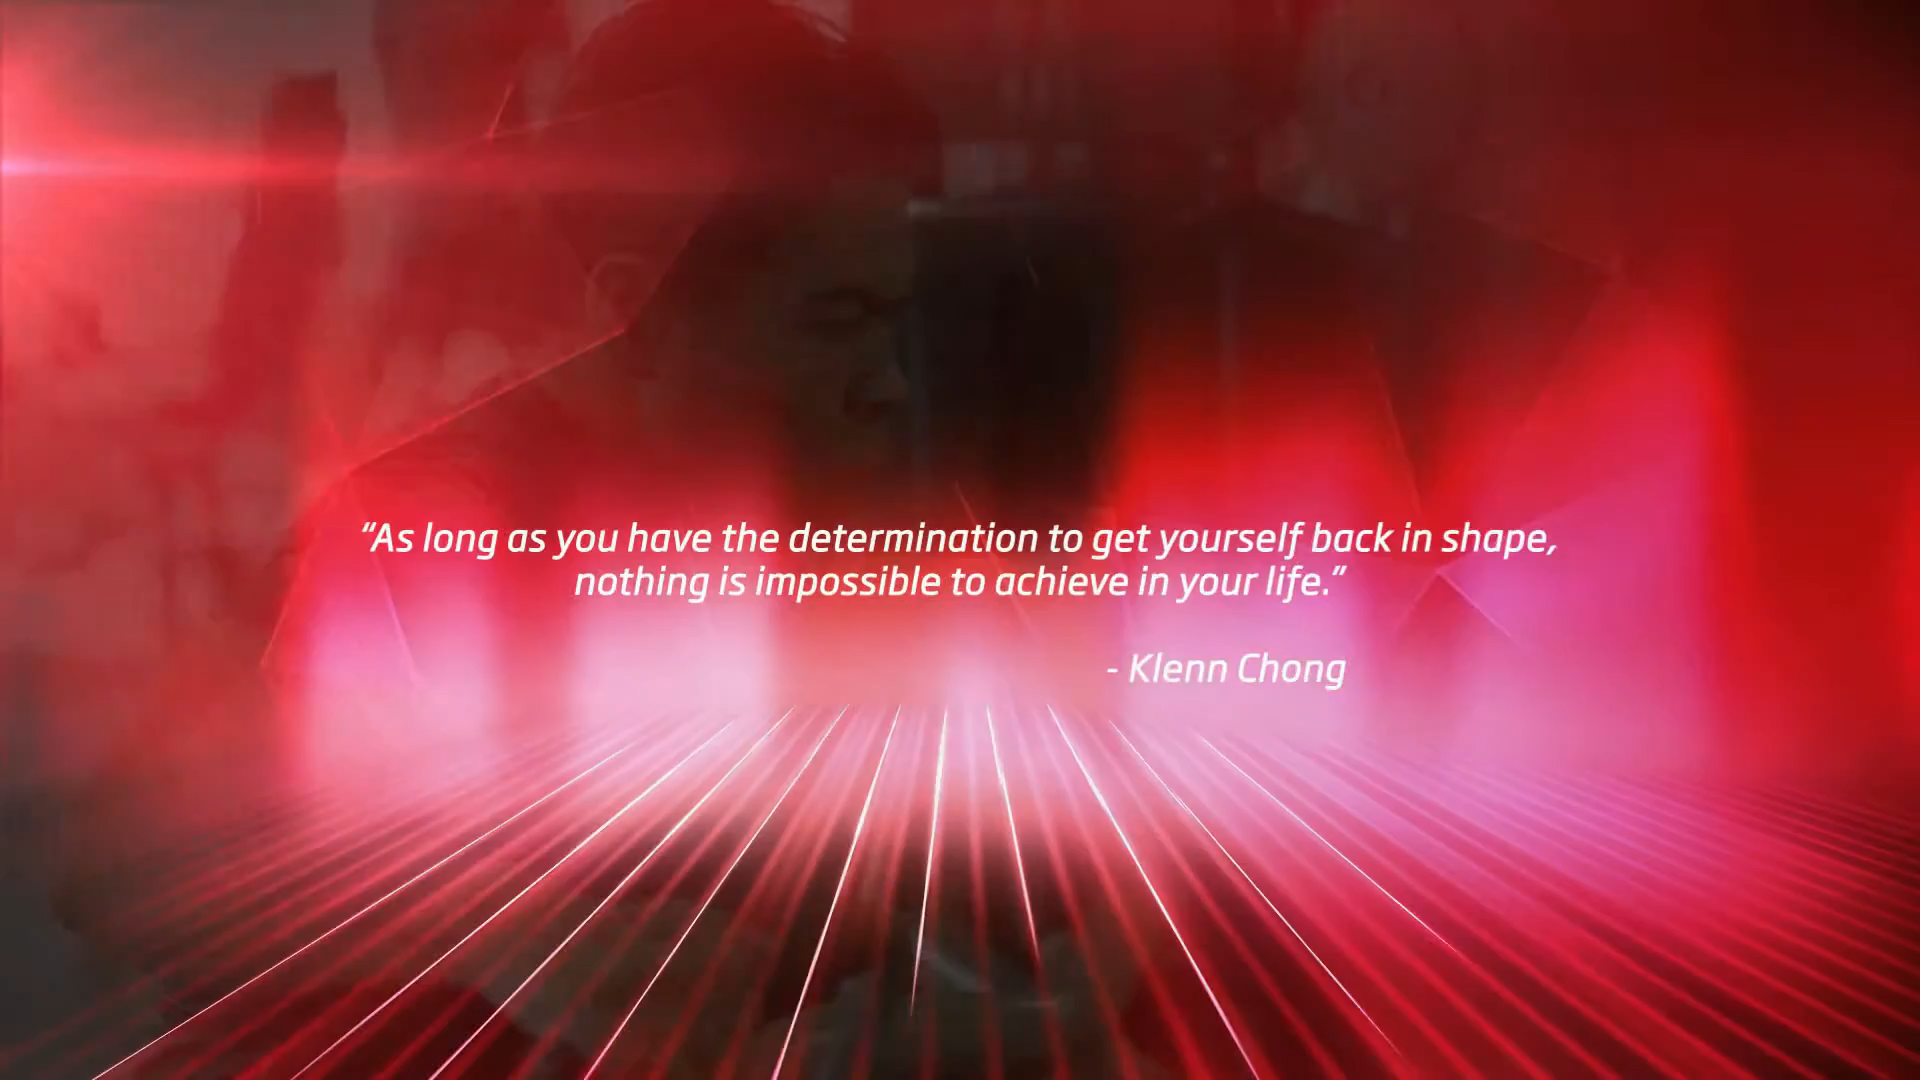 “As long as you have the determination to get yourself back in shape,
nothing is impossible to achieve in your life.”
- Klenn Chong